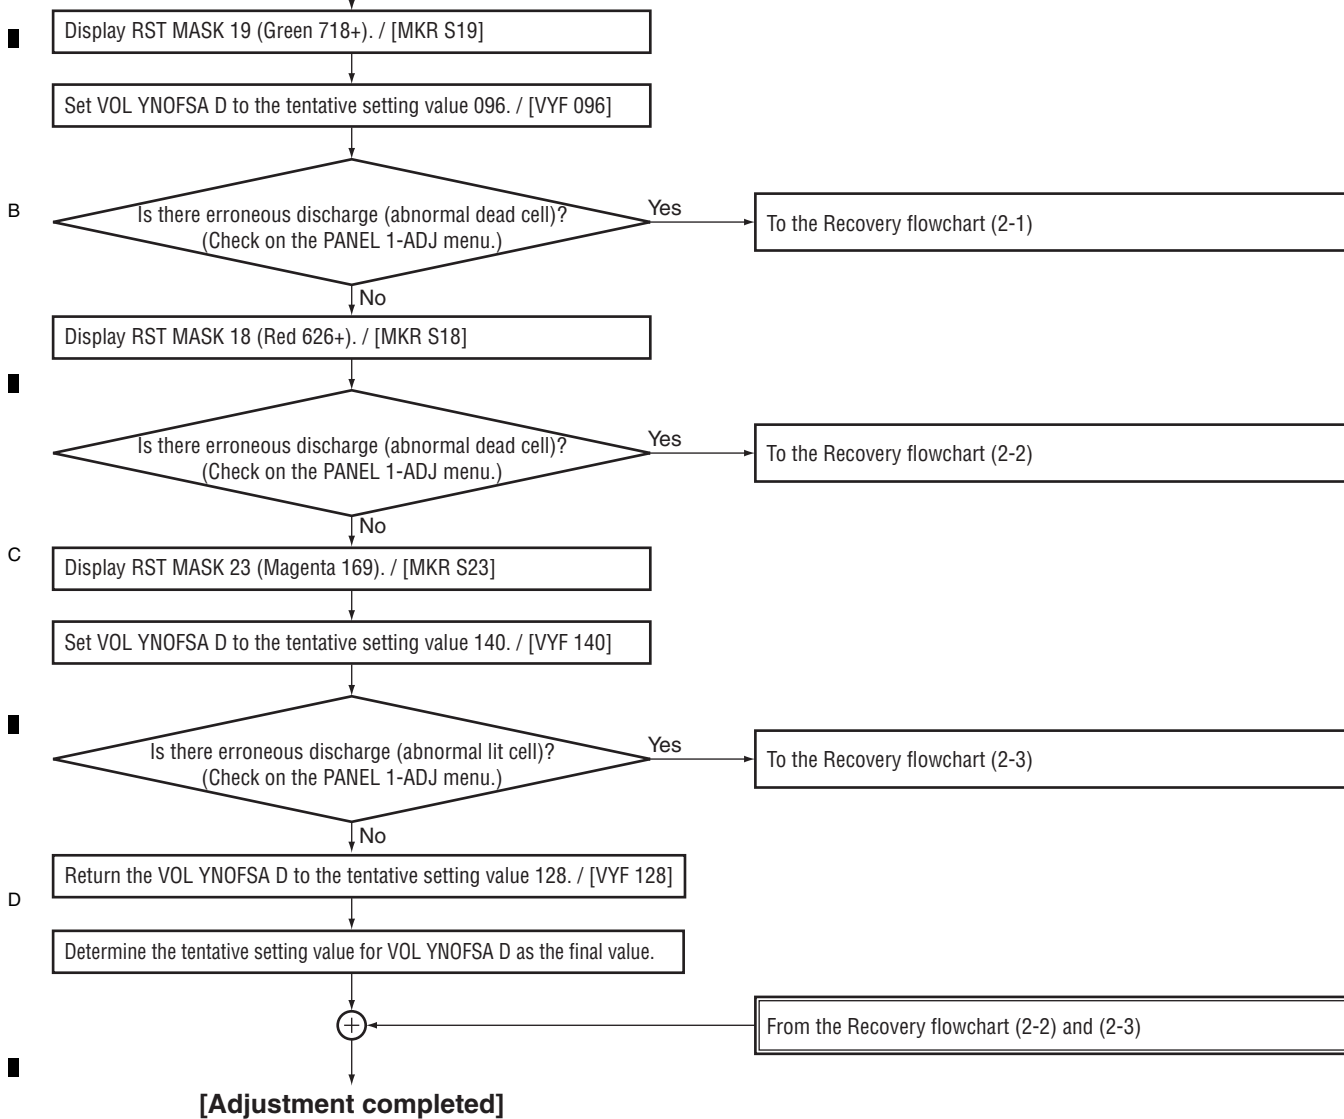 Display RST MASK 19 (Green 718+). / [MKR S19]
Set VOL YNOFSA D to the tentative setting value 096. / [VYF 096]
B
Is there erroneous discharge (abnormal dead cell)?
(Check on the PANEL 1-ADJ menu.)
Yes
To the Recovery flowchart (2-1)
No
Display RST MASK 18 (Red 626+). / [MKR S18]
Is there erroneous discharge (abnormal dead cell)?
(Check on the PANEL 1-ADJ menu.)
Yes
To the Recovery flowchart (2-2)
No
C
Display RST MASK 23 (Magenta 169). / [MKR S23]
Set VOL YNOFSA D to the tentative setting value 140. / [VYF 140]
Is there erroneous discharge (abnormal lit cell)?
(Check on the PANEL 1-ADJ menu.)
Yes
To the Recovery flowchart (2-3)
No
Return the VOL YNOFSA D to the tentative setting value 128. / [VYF 128]
D
Determine the tentative setting value for VOL YNOFSA D as the final value.
From the Recovery flowchart (2-2) and (2-3)
[Adjustment completed]